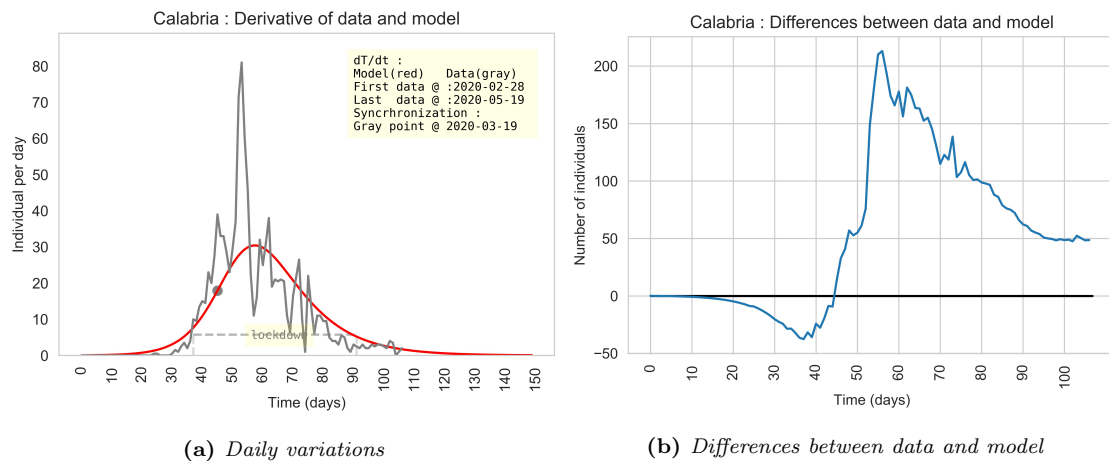 Calabria : Derivative of data and model
Individual per day
80
70
60
50
40
30
20
10
0
dT/dt :
Model(red) Data(gray)
First data @ :2020-02-28
Last data @ :2020-05-19
Syncrhronization :
Gray point @ 2020-03-19
lockdown
0 10 20 30 40 50 60 70 80 90 100 110 120 130 140 150
Time (days)
(a) Daily variations
Calabria : Differences between data and model
Number of individuals
200
150
100
50
0
−50
0 10 20 30 40 50 60 70 80 90 100
Time (days)
(b) Differences between data and model